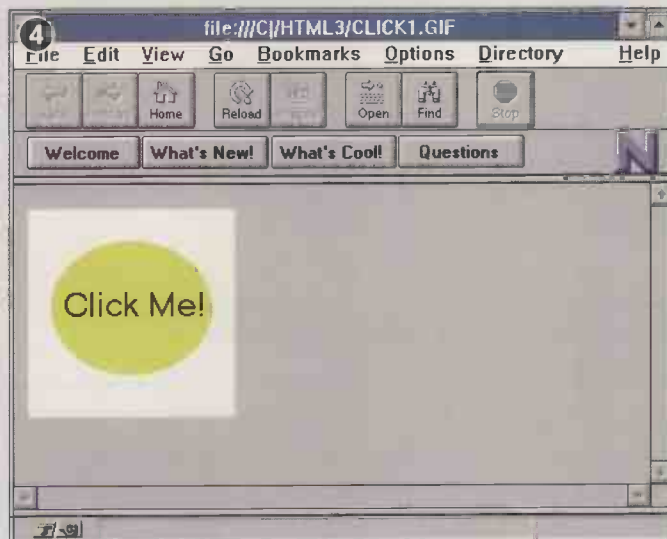 4
file:///C|/HTML3/CLICK1.GIF
File Edit View Go Bookmarks Options Directory Help
Home Reload Open Find Stop
Welcome What's New! What's Cool! Questions
N
Click Me!